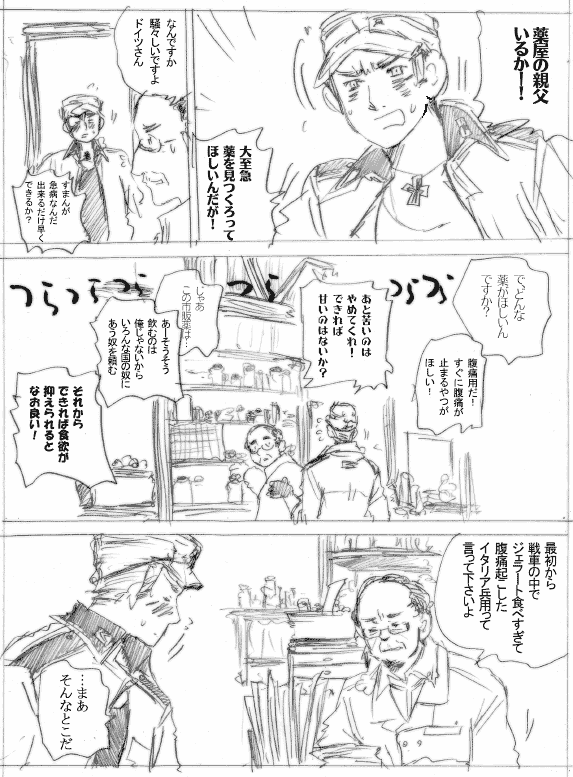 薬屋の親父
いるかー！
大至急
薬を見つくろって
ほしいんだが！
なんですか
騒々しいですよ
ドイツさん
すまんが
急病なんだ
出来るだけ早く
できるか？
で、どんな
薬がほしいん
ですか？
腹痛用だ！
すぐに腹痛が
止まるやつが
ほしい！
つらつら
あと苦いのは
やめてくれ！
できれば
甘いのはないか？
つら
じゃあ
この市販薬は…
あーそうそう
飲むのは
俺じゃないから
いろんな国の奴に
あう奴を頼む
つらつらつら
それから
できれば食欲が
抑えられると
なお良い！
最初から
戦車の中で
ジェラート食べすぎて
腹痛起こした
イタリア兵用って
言って下さいよ
…まあ
そんなとこだ